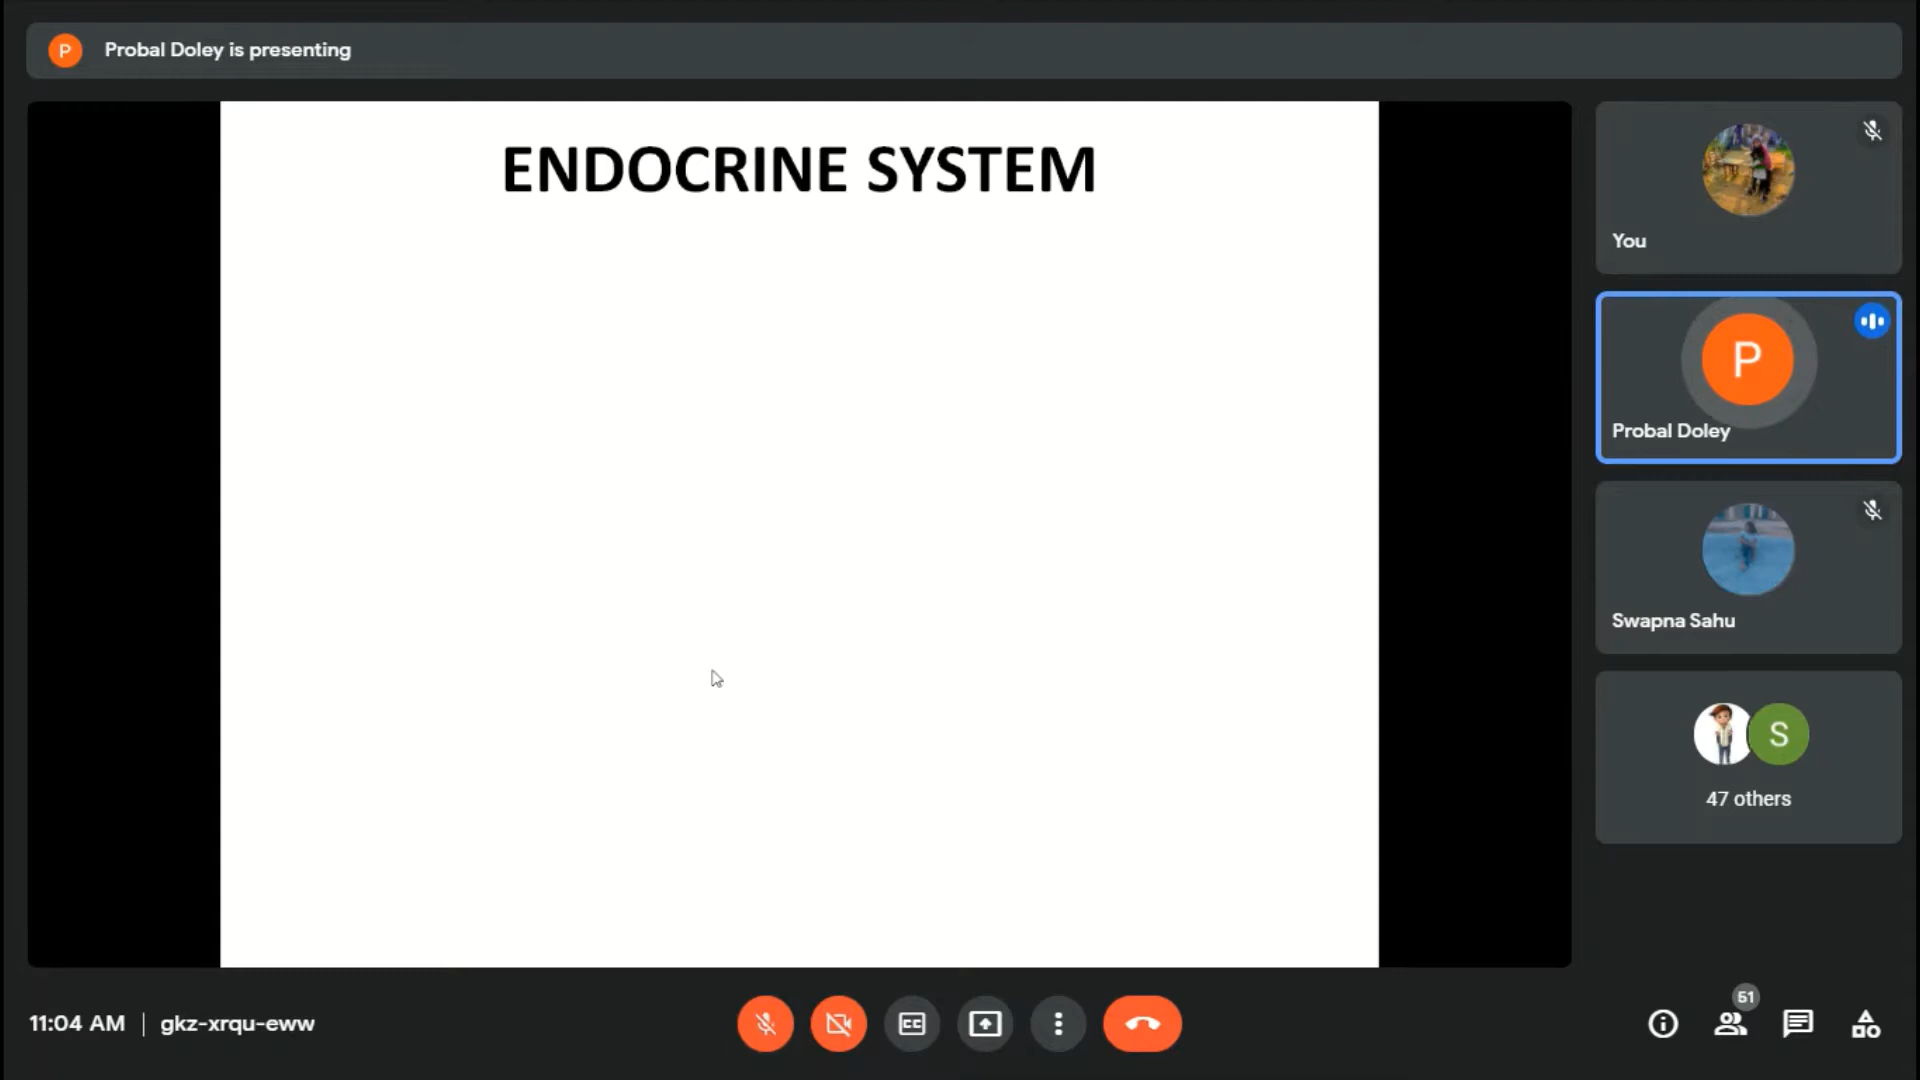 P Probal Doley is presenting
ENDOCRINE SYSTEM
You
P
Probal Doley
Swapna Sahu
S
47 others
11:04 AM | gkz-xrqu-eww
CC
51